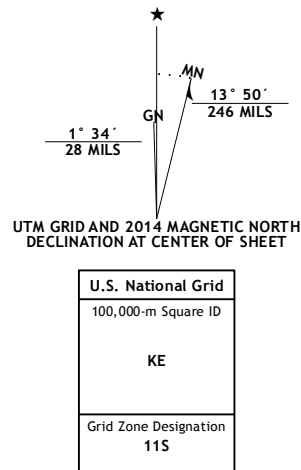 MN
GN
13° 50´
246 MILS
1° 34´
28 MILS
UTM GRID AND 2014 MAGNETIC NORTH
DECLINATION AT CENTER OF SHEET
U.S. National Grid
100,000-m Square ID
KE
Grid Zone Designation
11S